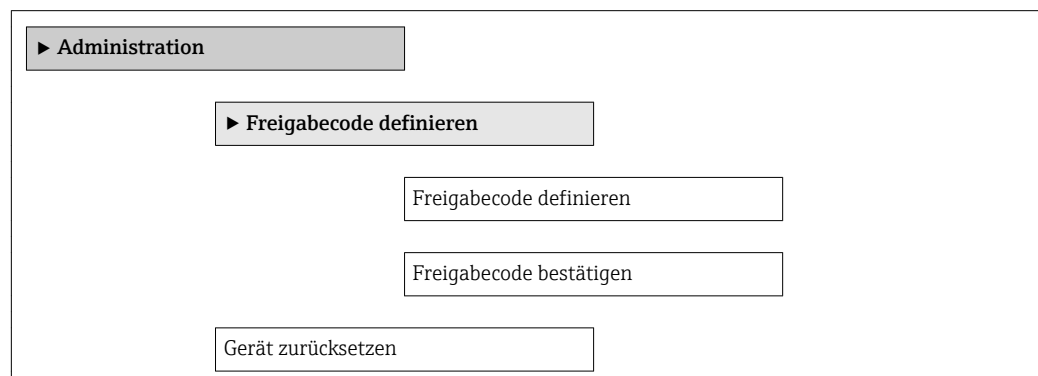 ▶ Administration
▶ Freigabecode definieren
Freigabecode definieren
Freigabecode bestätigen
Gerät zurücksetzen